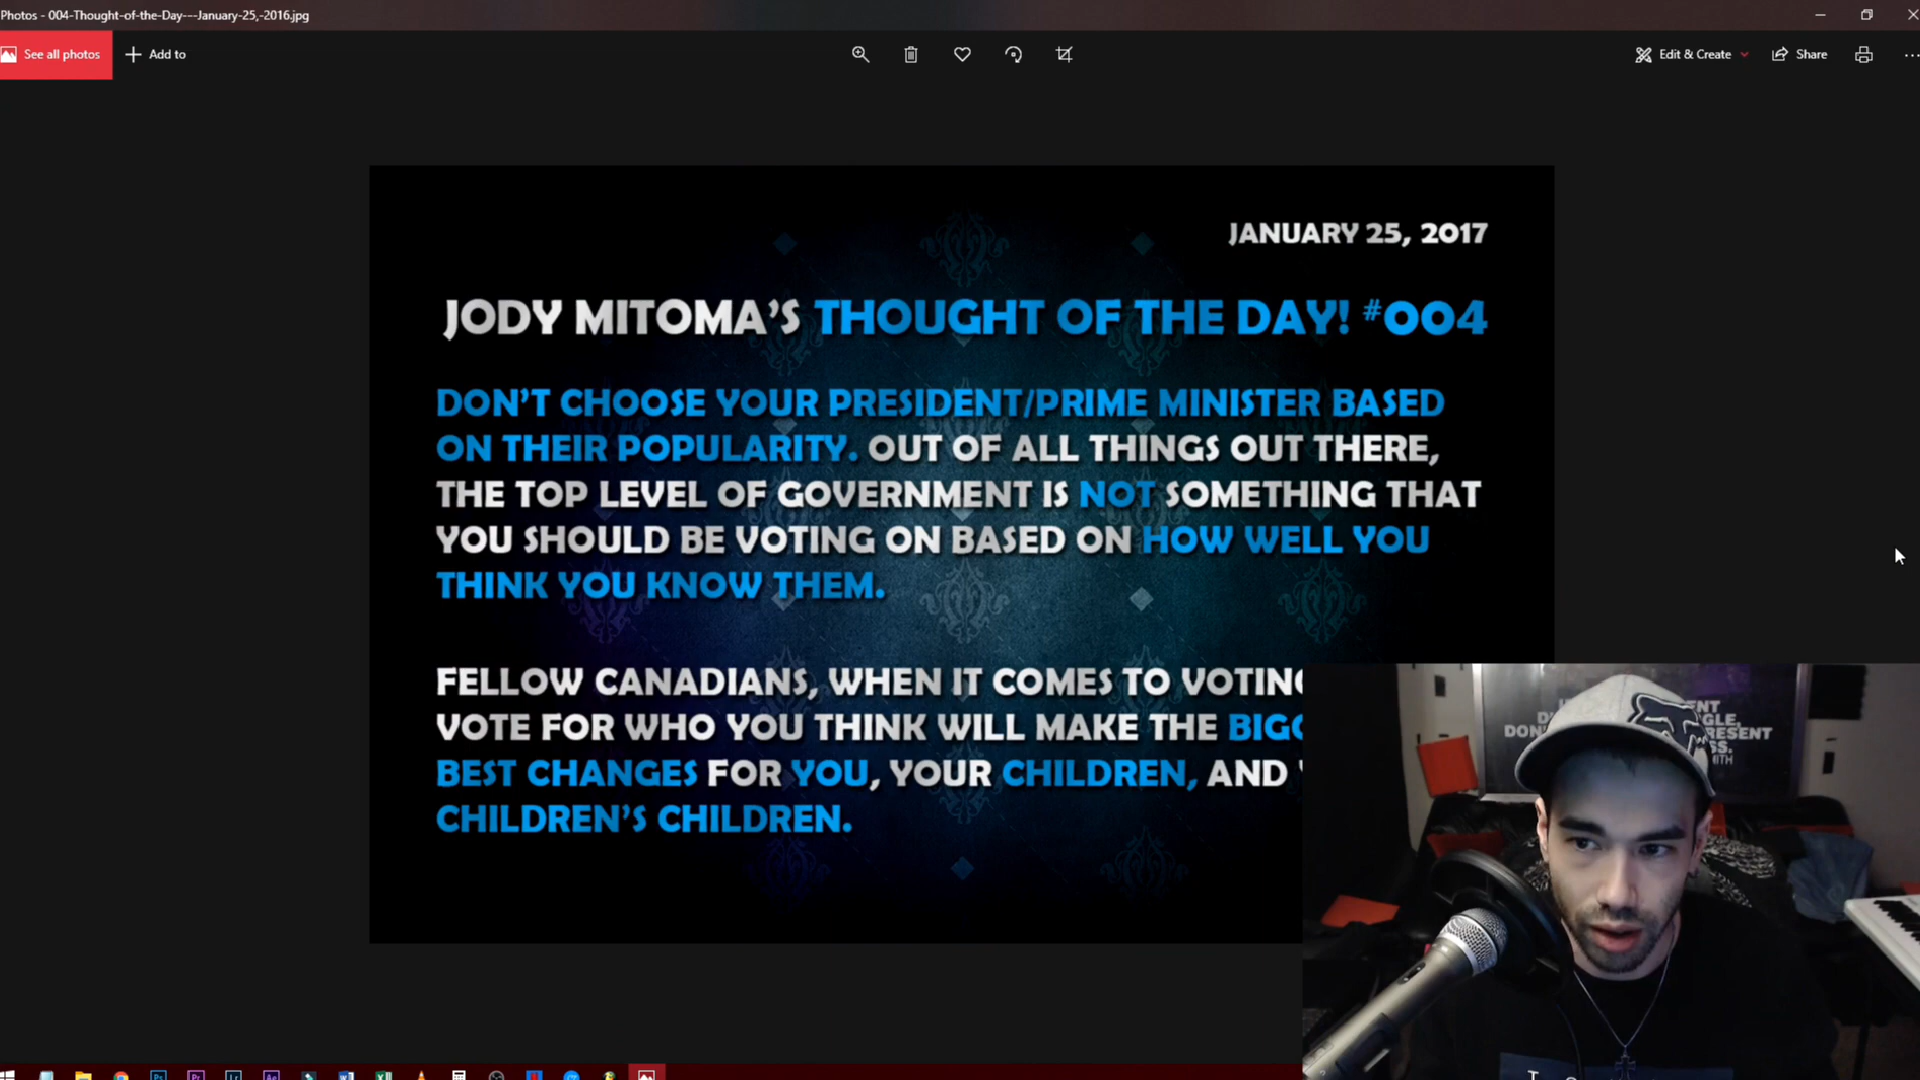 Photos - 004-Thought-of-the-Day---January-25,-2016.jpg
See all photos
Add to
Edit & Create
Share
JANUARY 25, 2017
JODY MITOMA'S THOUGHT OF THE DAY! #004
DON'T CHOOSE YOUR PRESIDENT/PRIME MINISTER BASED
ON THEIR POPULARITY. OUT OF ALL THINGS OUT THERE,
THE TOP LEVEL OF GOVERNMENT IS NOT SOMETHING THAT
YOU SHOULD BE VOTING ON BASED ON HOW WELL YOU
THINK YOU KNOW THEM.
FELLOW CANADIANS, WHEN IT COMES TO VOTING
VOTE FOR WHO YOU THINK WILL MAKE THE
BEST CHANGES FOR YOU, YOUR CHILDREN, AND
CHILDREN'S CHILDREN.